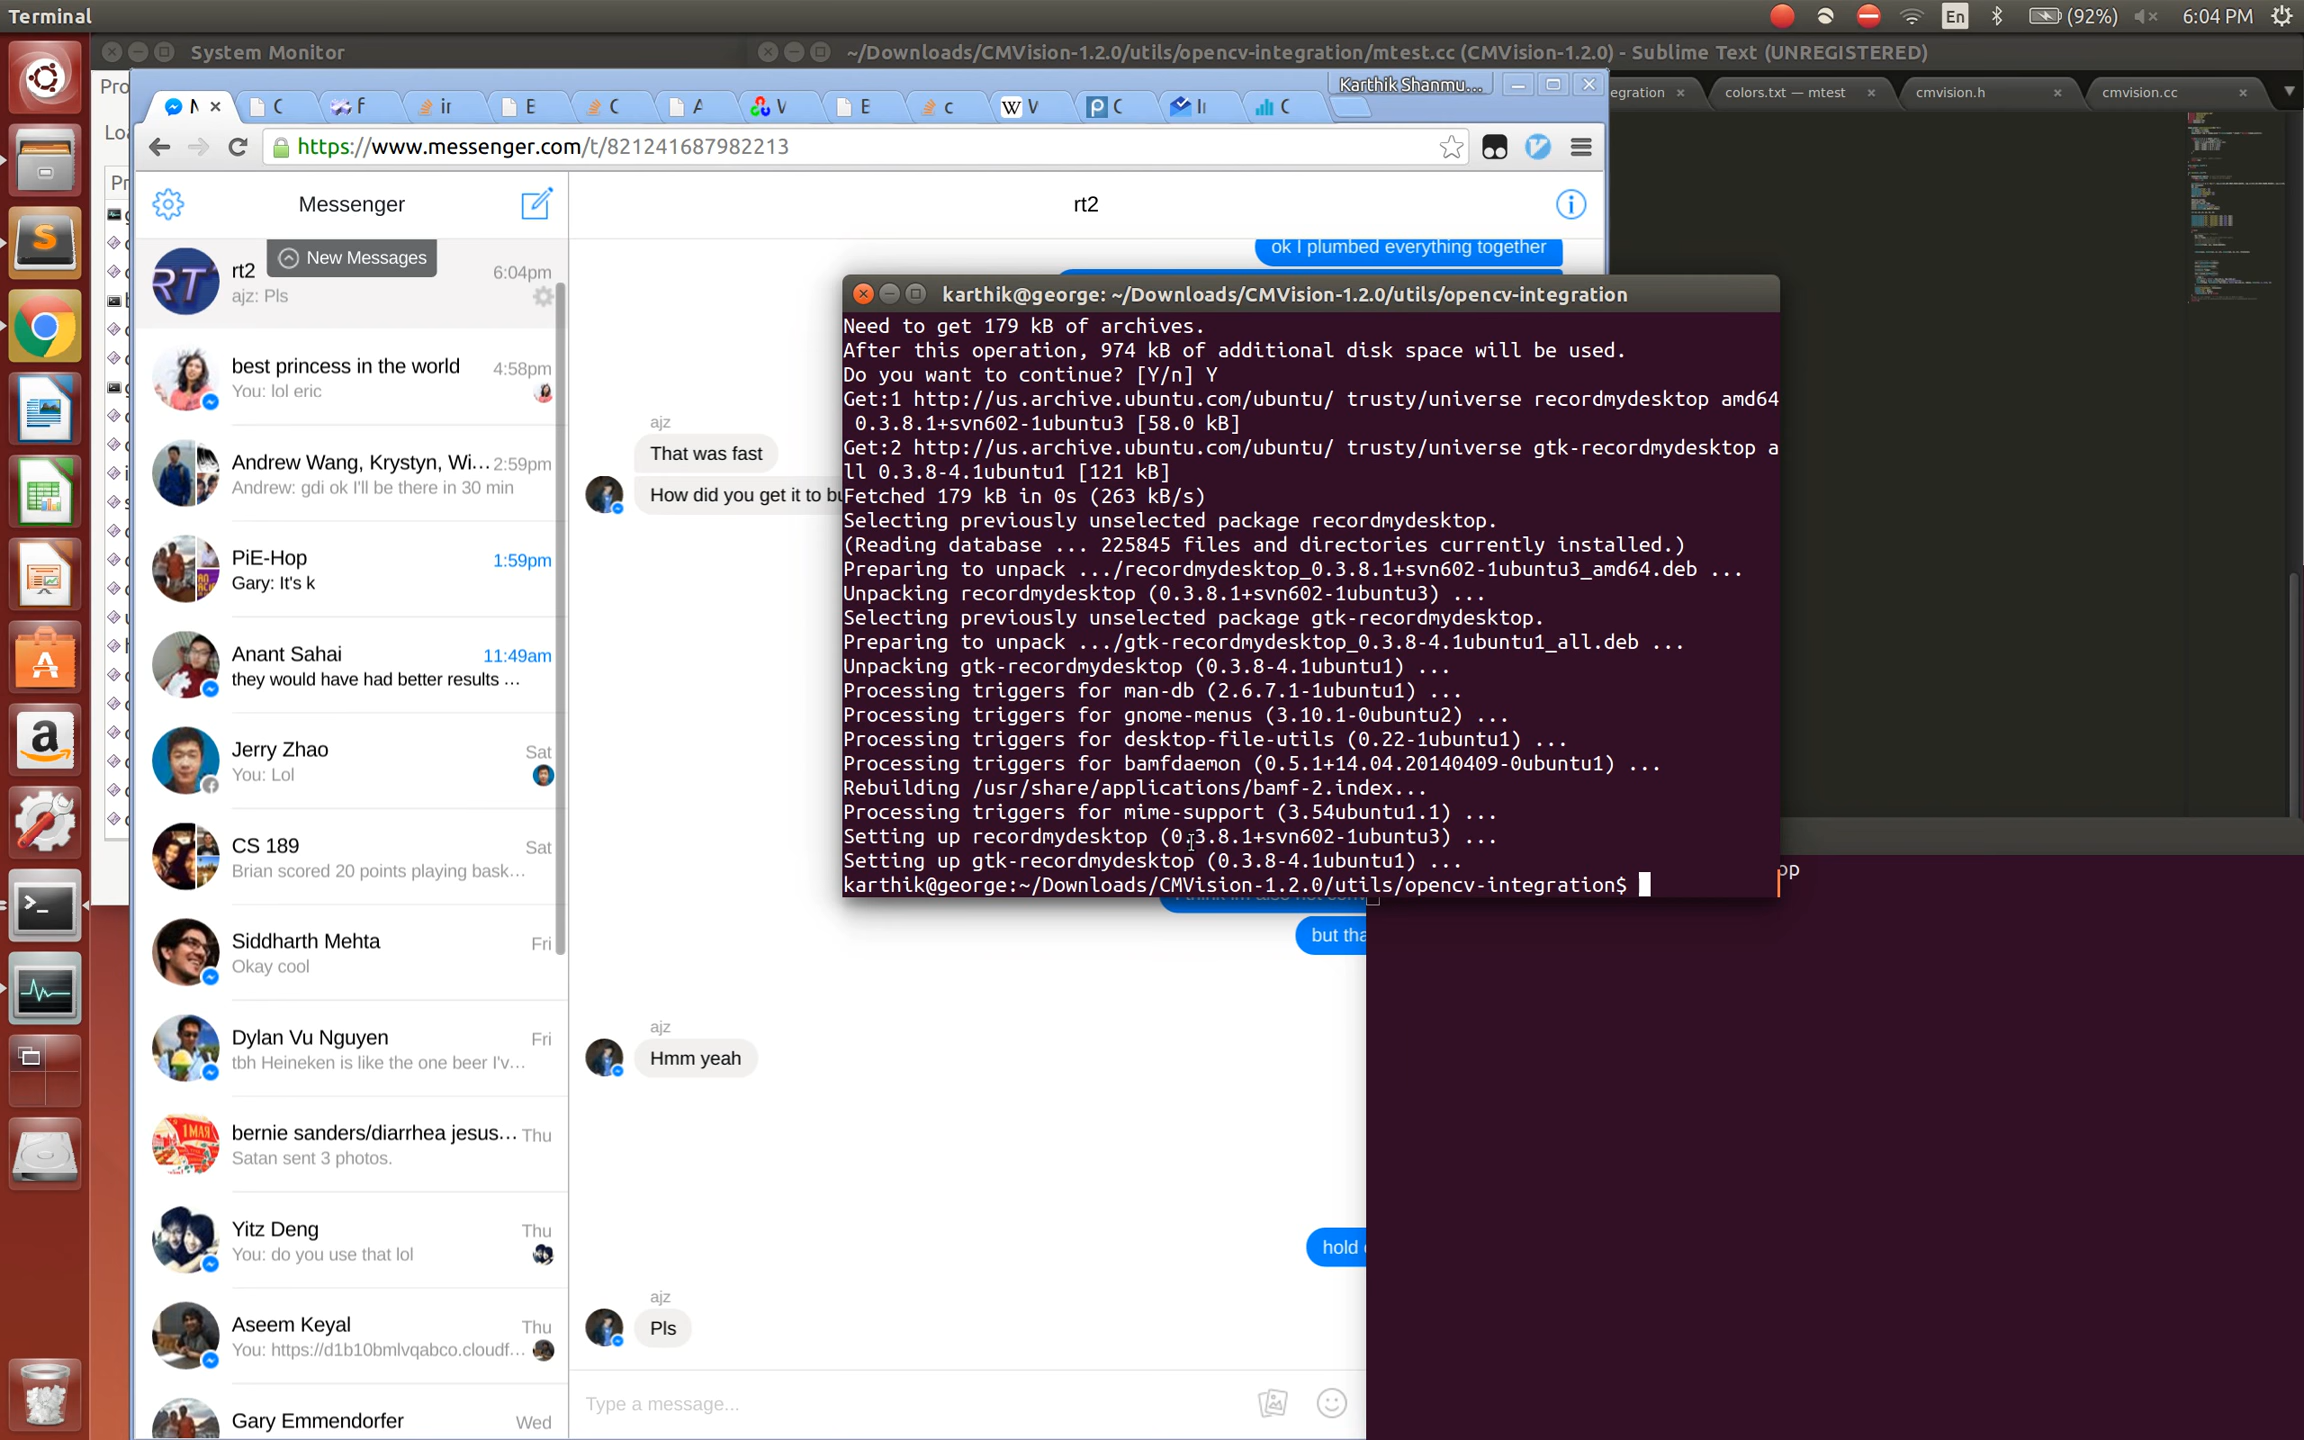 Terminal
En
(92%)
6:04 PM
System Monitor
~/Downloads/CMVision-1.2.0/utils/opencv-integration/mtest.cc (CMVision-1.2.0) - Sublime Text (UNREGISTERED)
Karthik Shanmu...
egration
colors.txt — mtest
cmvision.h
cmvision.cc
https://www.messenger.com/t/821241687982213
Messenger
rt2
New Messages
rt2
6:04pm
ajz: Pls
best princess in the world
4:58pm
You: lol eric
Andrew Wang, Krystyn, Wi...
2:59pm
Andrew: gdi ok I'll be there in 30 min
PiE-Hop
1:59pm
Gary: It's k
Anant Sahai
11:49am
they would have had better results ...
Jerry Zhao
Sat
You: Lol
CS 189
Sat
Brian scored 20 points playing bask...
Siddharth Mehta
Fri
Okay cool
Dylan Vu Nguyen
Fri
tbh Heineken is like the one beer I'v...
bernie sanders/diarrhea jesus...
Thu
Satan sent 3 photos.
Yitz Deng
Thu
You: do you use that lol
Aseem Keyal
Thu
You: https://d1b10bmlvqabco.cloudf...
Gary Emmendorfer
Wed
ok I plumbed everything together
ajz
That was fast
How did you get it to bu
but tha
ajz
Hmm yeah
hold
ajz
Pls
Type a message...
karthik@george: ~/Downloads/CMVision-1.2.0/utils/opencv-integration
Need to get 179 kB of archives.
After this operation, 974 kB of additional disk space will be used.
Do you want to continue? [Y/n] Y
Get:1 http://us.archive.ubuntu.com/ubuntu/ trusty/universe recordmydesktop amd64
 0.3.8.1+svn602-1ubuntu3 [58.0 kB]
Get:2 http://us.archive.ubuntu.com/ubuntu/ trusty/universe gtk-recordmydesktop a
ll 0.3.8-4.1ubuntu1 [121 kB]
Fetched 179 kB in 0s (263 kB/s)
Selecting previously unselected package recordmydesktop.
(Reading database ... 225845 files and directories currently installed.)
Preparing to unpack .../recordmydesktop_0.3.8.1+svn602-1ubuntu3_amd64.deb ...
Unpacking recordmydesktop (0.3.8.1+svn602-1ubuntu3) ...
Selecting previously unselected package gtk-recordmydesktop.
Preparing to unpack .../gtk-recordmydesktop_0.3.8-4.1ubuntu1_all.deb ...
Unpacking gtk-recordmydesktop (0.3.8-4.1ubuntu1) ...
Processing triggers for man-db (2.6.7.1-1ubuntu1) ...
Processing triggers for gnome-menus (3.10.1-0ubuntu2) ...
Processing triggers for desktop-file-utils (0.22-1ubuntu1) ...
Processing triggers for bamfdaemon (0.5.1+14.04.20140409-0ubuntu1) ...
Rebuilding /usr/share/applications/bamf-2.index...
Processing triggers for mime-support (3.54ubuntu1.1) ...
Setting up recordmydesktop (0.3.8.1+svn602-1ubuntu3) ...
Setting up gtk-recordmydesktop (0.3.8-4.1ubuntu1) ...
karthik@george:~/Downloads/CMVision-1.2.0/utils/opencv-integration$
op